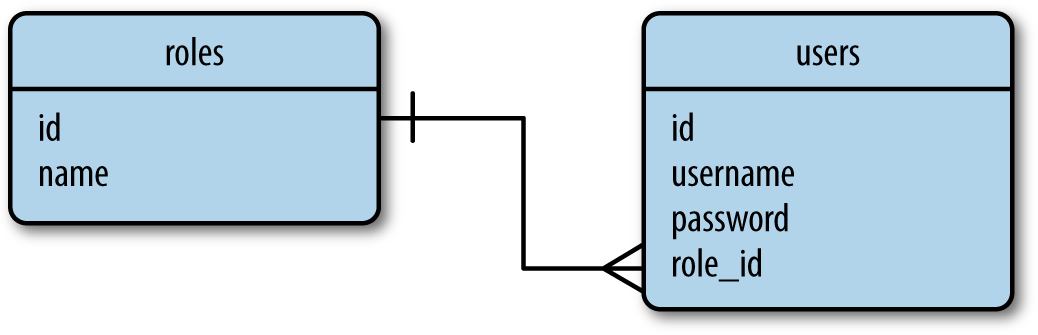 roles
id
name
users
id
username
password
role_id